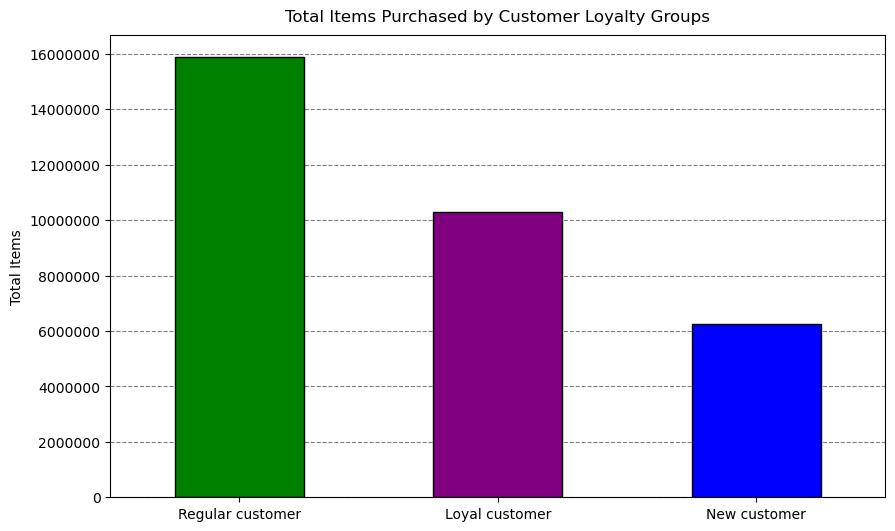 Total Items Purchased by Customer Loyalty Groups
Total Items
16000000
14000000
12000000
10000000
8000000
6000000
4000000
2000000
0
Regular customer
Loyal customer
New customer